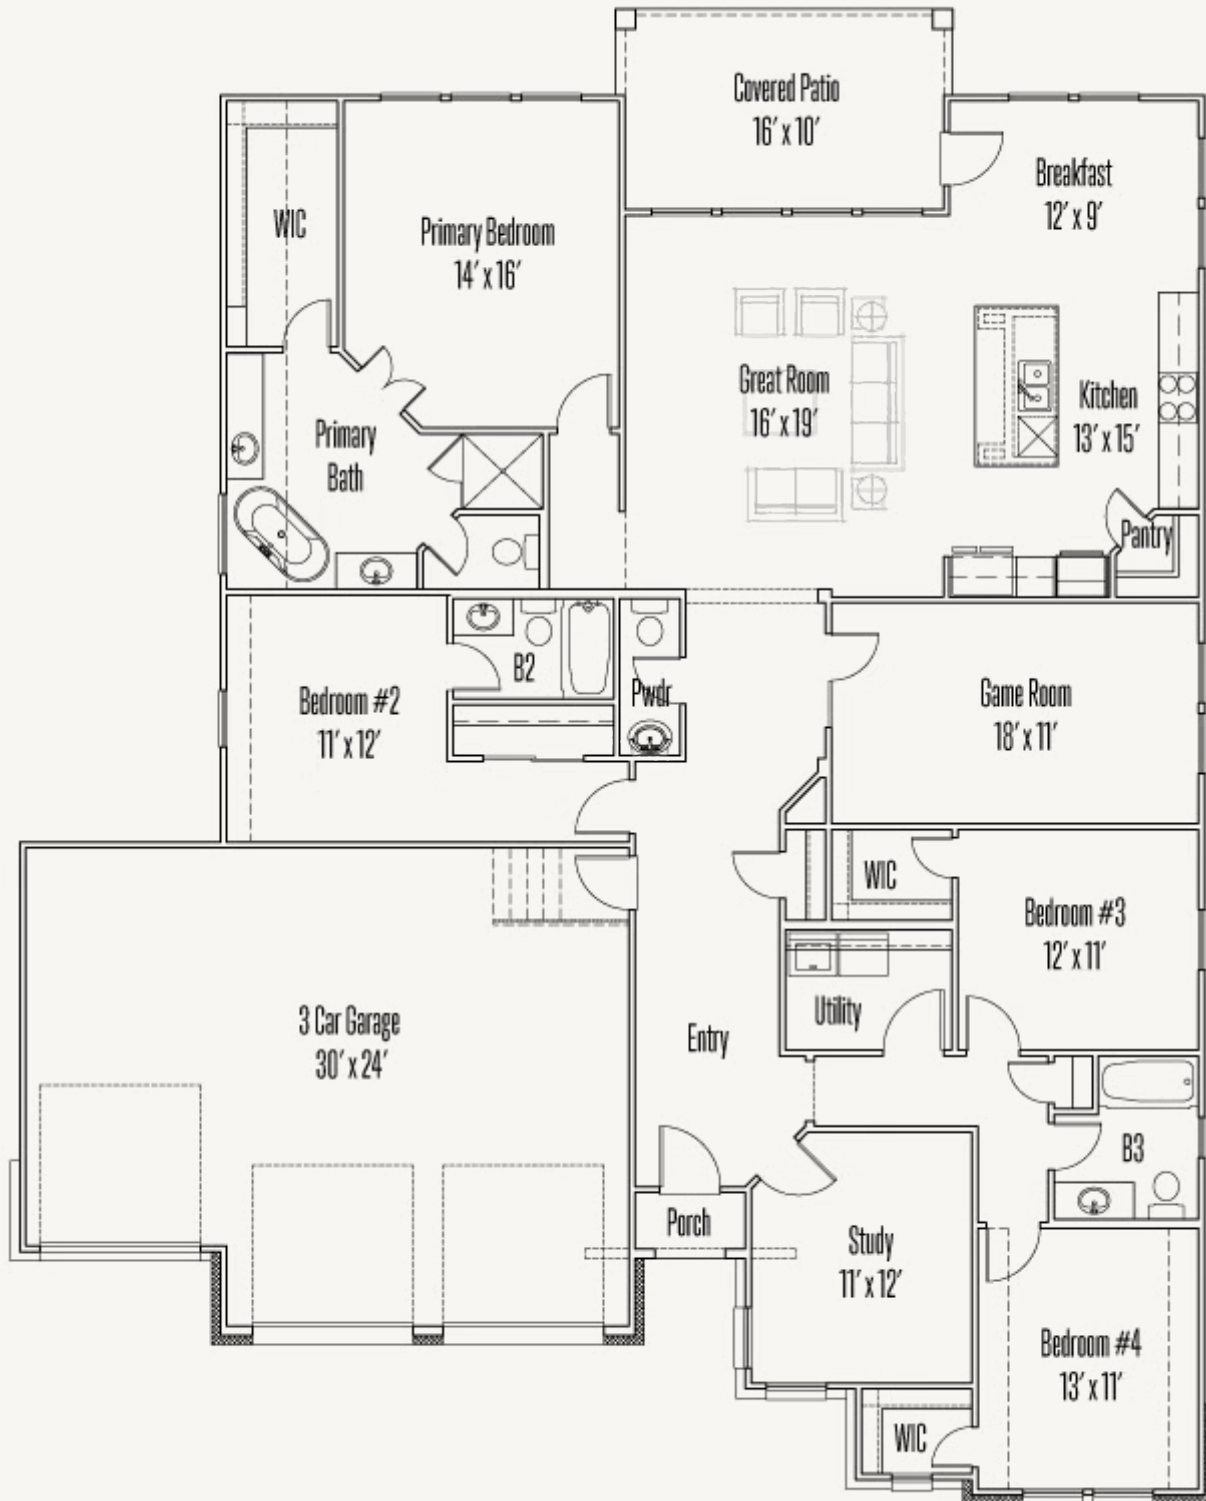 Covered Patio
16' x 10'
Breakfast
12' x 9'
WIC
Primary Bedroom
14' x 16'
Great Room
16' x 19'
Kitchen
13' x 15'
Primary
Bath
Pantry
B2
Pwdr
Bedroom #2
11' x 12'
Game Room
18' x 11'
WIC
Bedroom #3
12' x 11'
3 Car Garage
30' x 24'
Utility
Entry
B3
Porch
Study
11' x 12'
Bedroom #4
13' x 11'
WIC